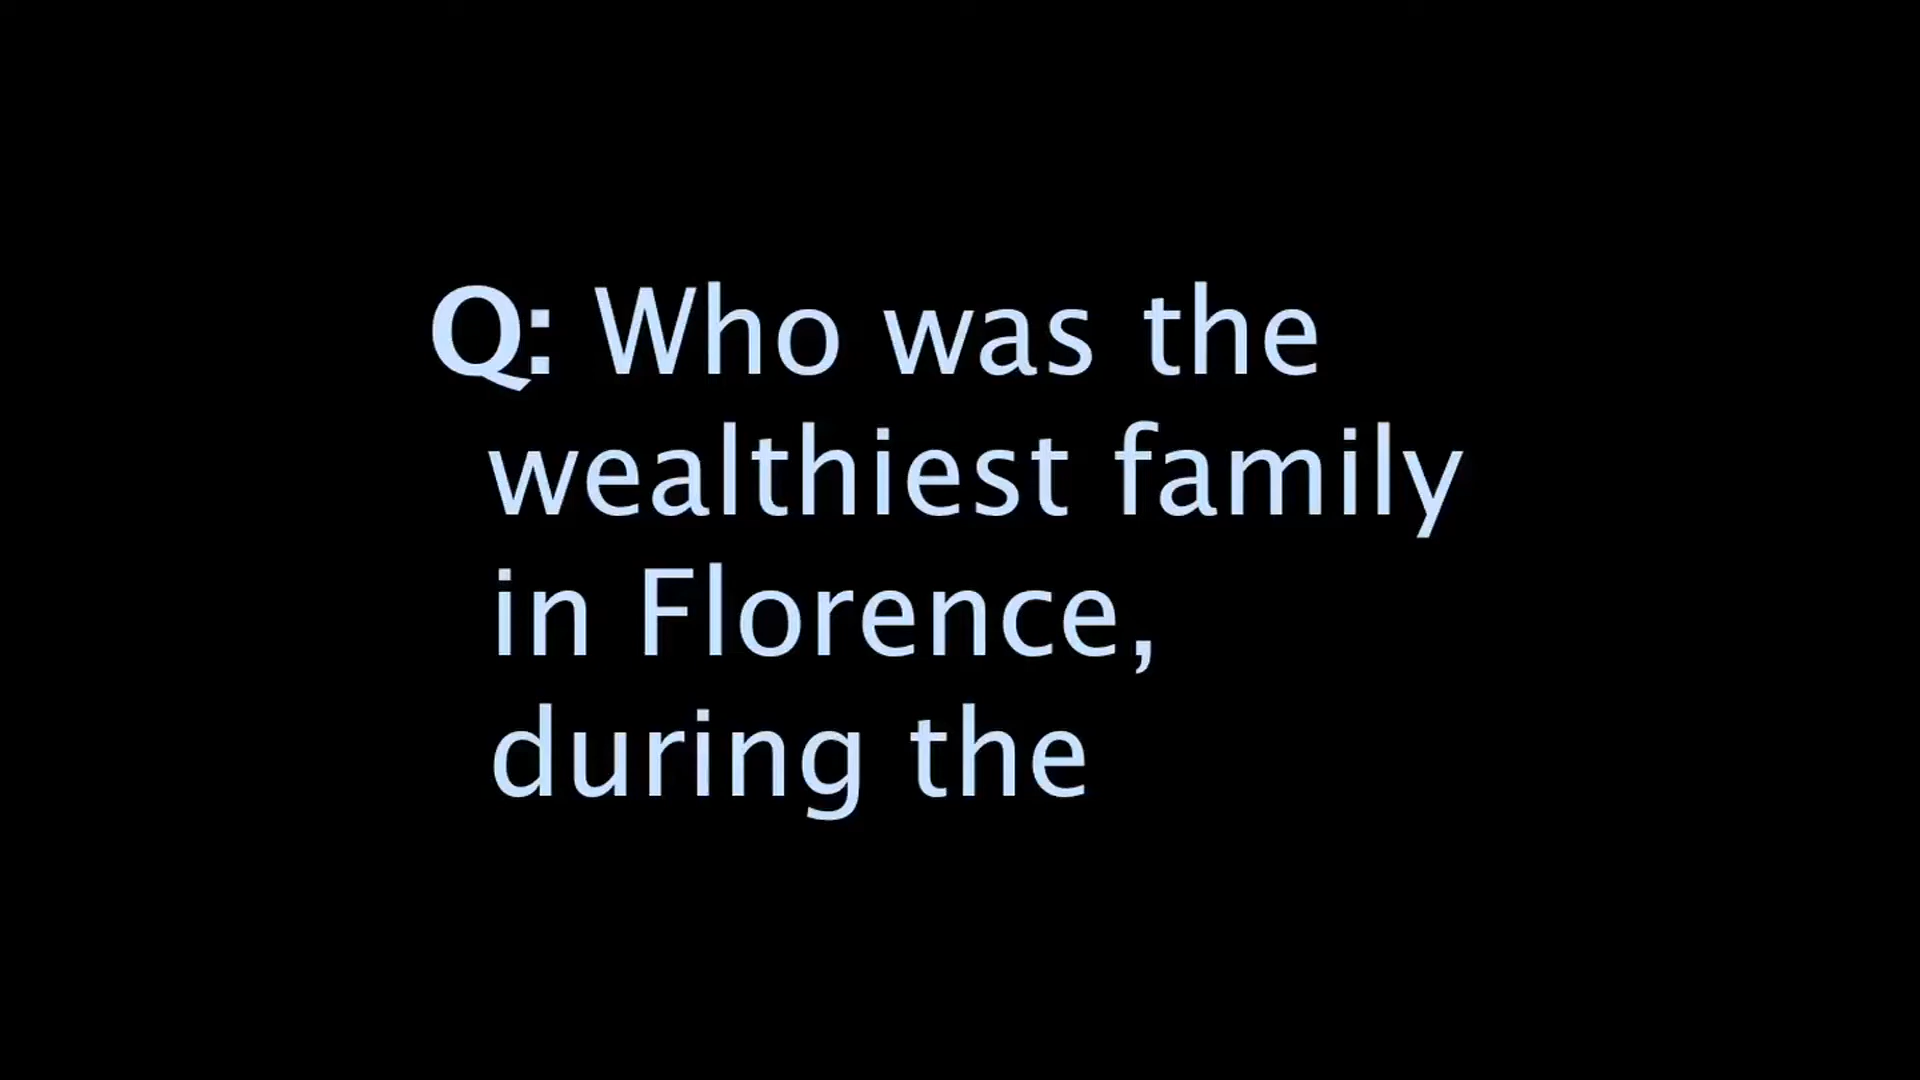 Q: Who was the
wealthiest family
in Florence,
during the